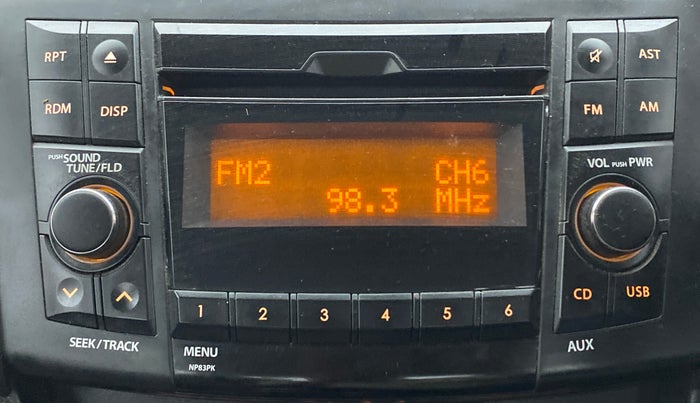 RPT
AST
RDM DISP
FM AM
PUSH SOUND
TUNE/FLD
VOL PUSH PWR
FM2 CH6
98.3 MHz
CD USB
1 2 3 4 5 6
SEEK/TRACK
MENU
NP83PK
AUX